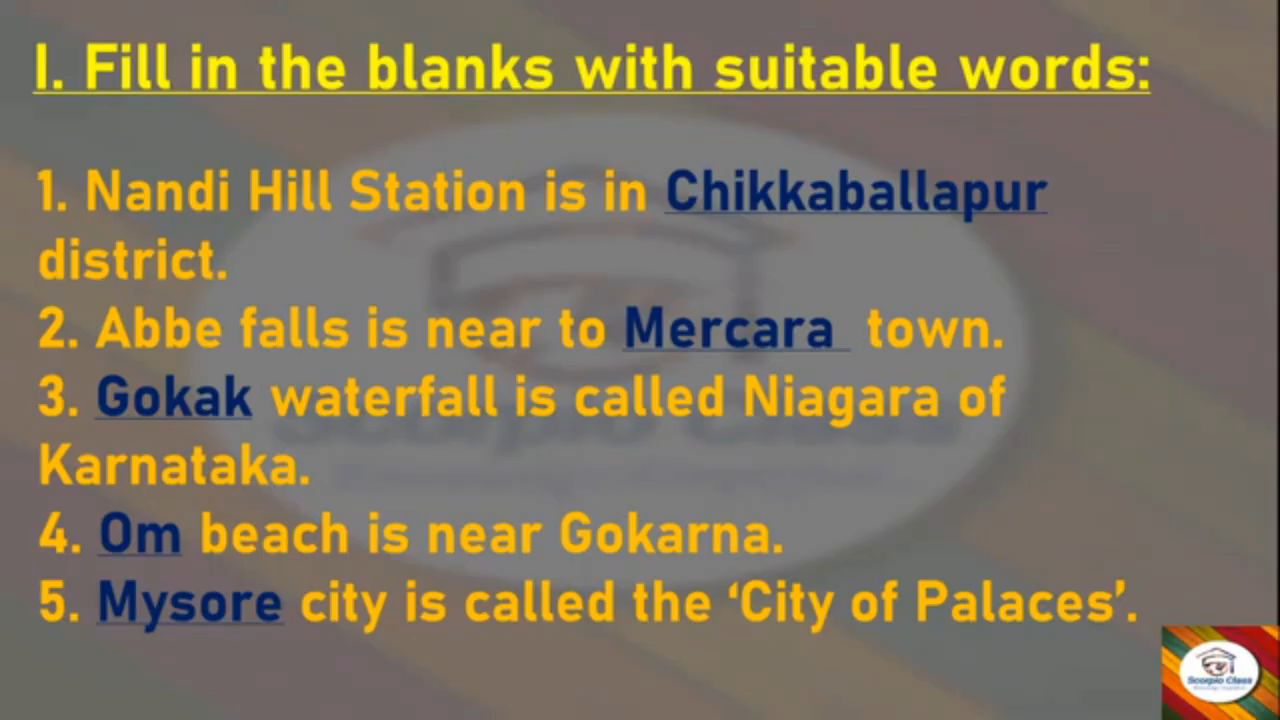 I. Fill in the blanks with suitable words:
1. Nandi Hill Station is in Chikkaballapur
district.
2. Abbe falls is near to Mercara town.
3. Gokak waterfall is called Niagara of
Karnataka.
4. Om beach is near Gokarna.
5. Mysore city is called the ‘City of Palaces’.
Scorpio Class